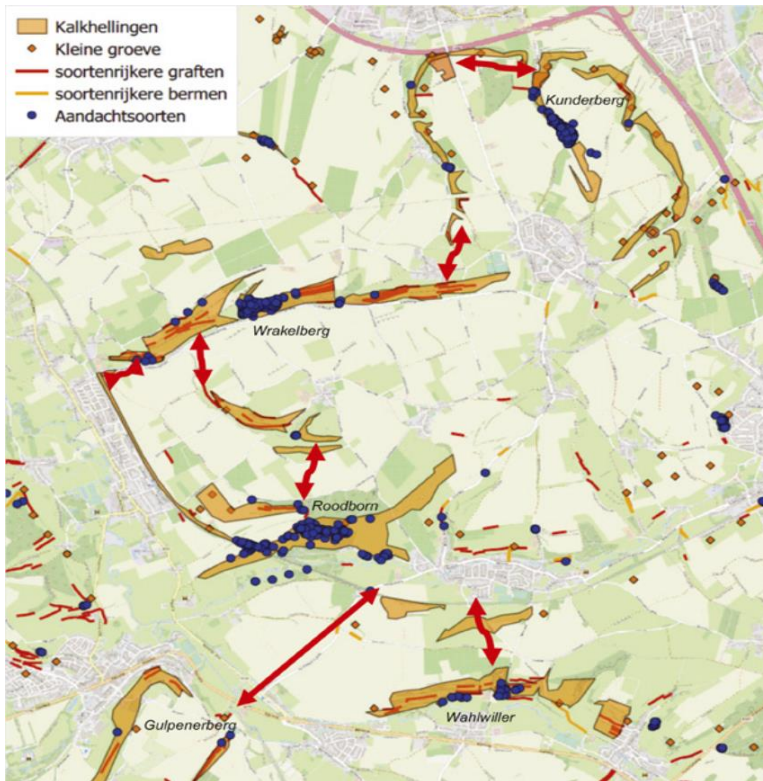 Kalkhellingen
Kleine groeve
soortenrijkere graften
soortenrijkere bermen
Aandachtsoorten
Kunderberg
Wrakelberg
Roodborn
Gulpenerberg
Wahlwiller